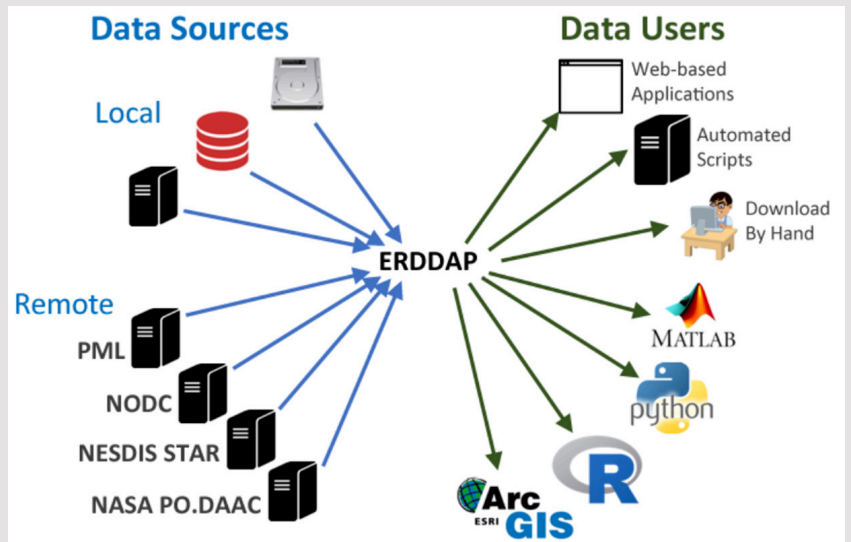 Data Sources
Data Users
Local
Web-based
Applications
Automated
Scripts
Download
By Hand
ERDDAP
Remote
PML
NODC
NESDIS STAR
NASA PO.DAAC
MATLAB
python
R
Arc
ESRI GIS